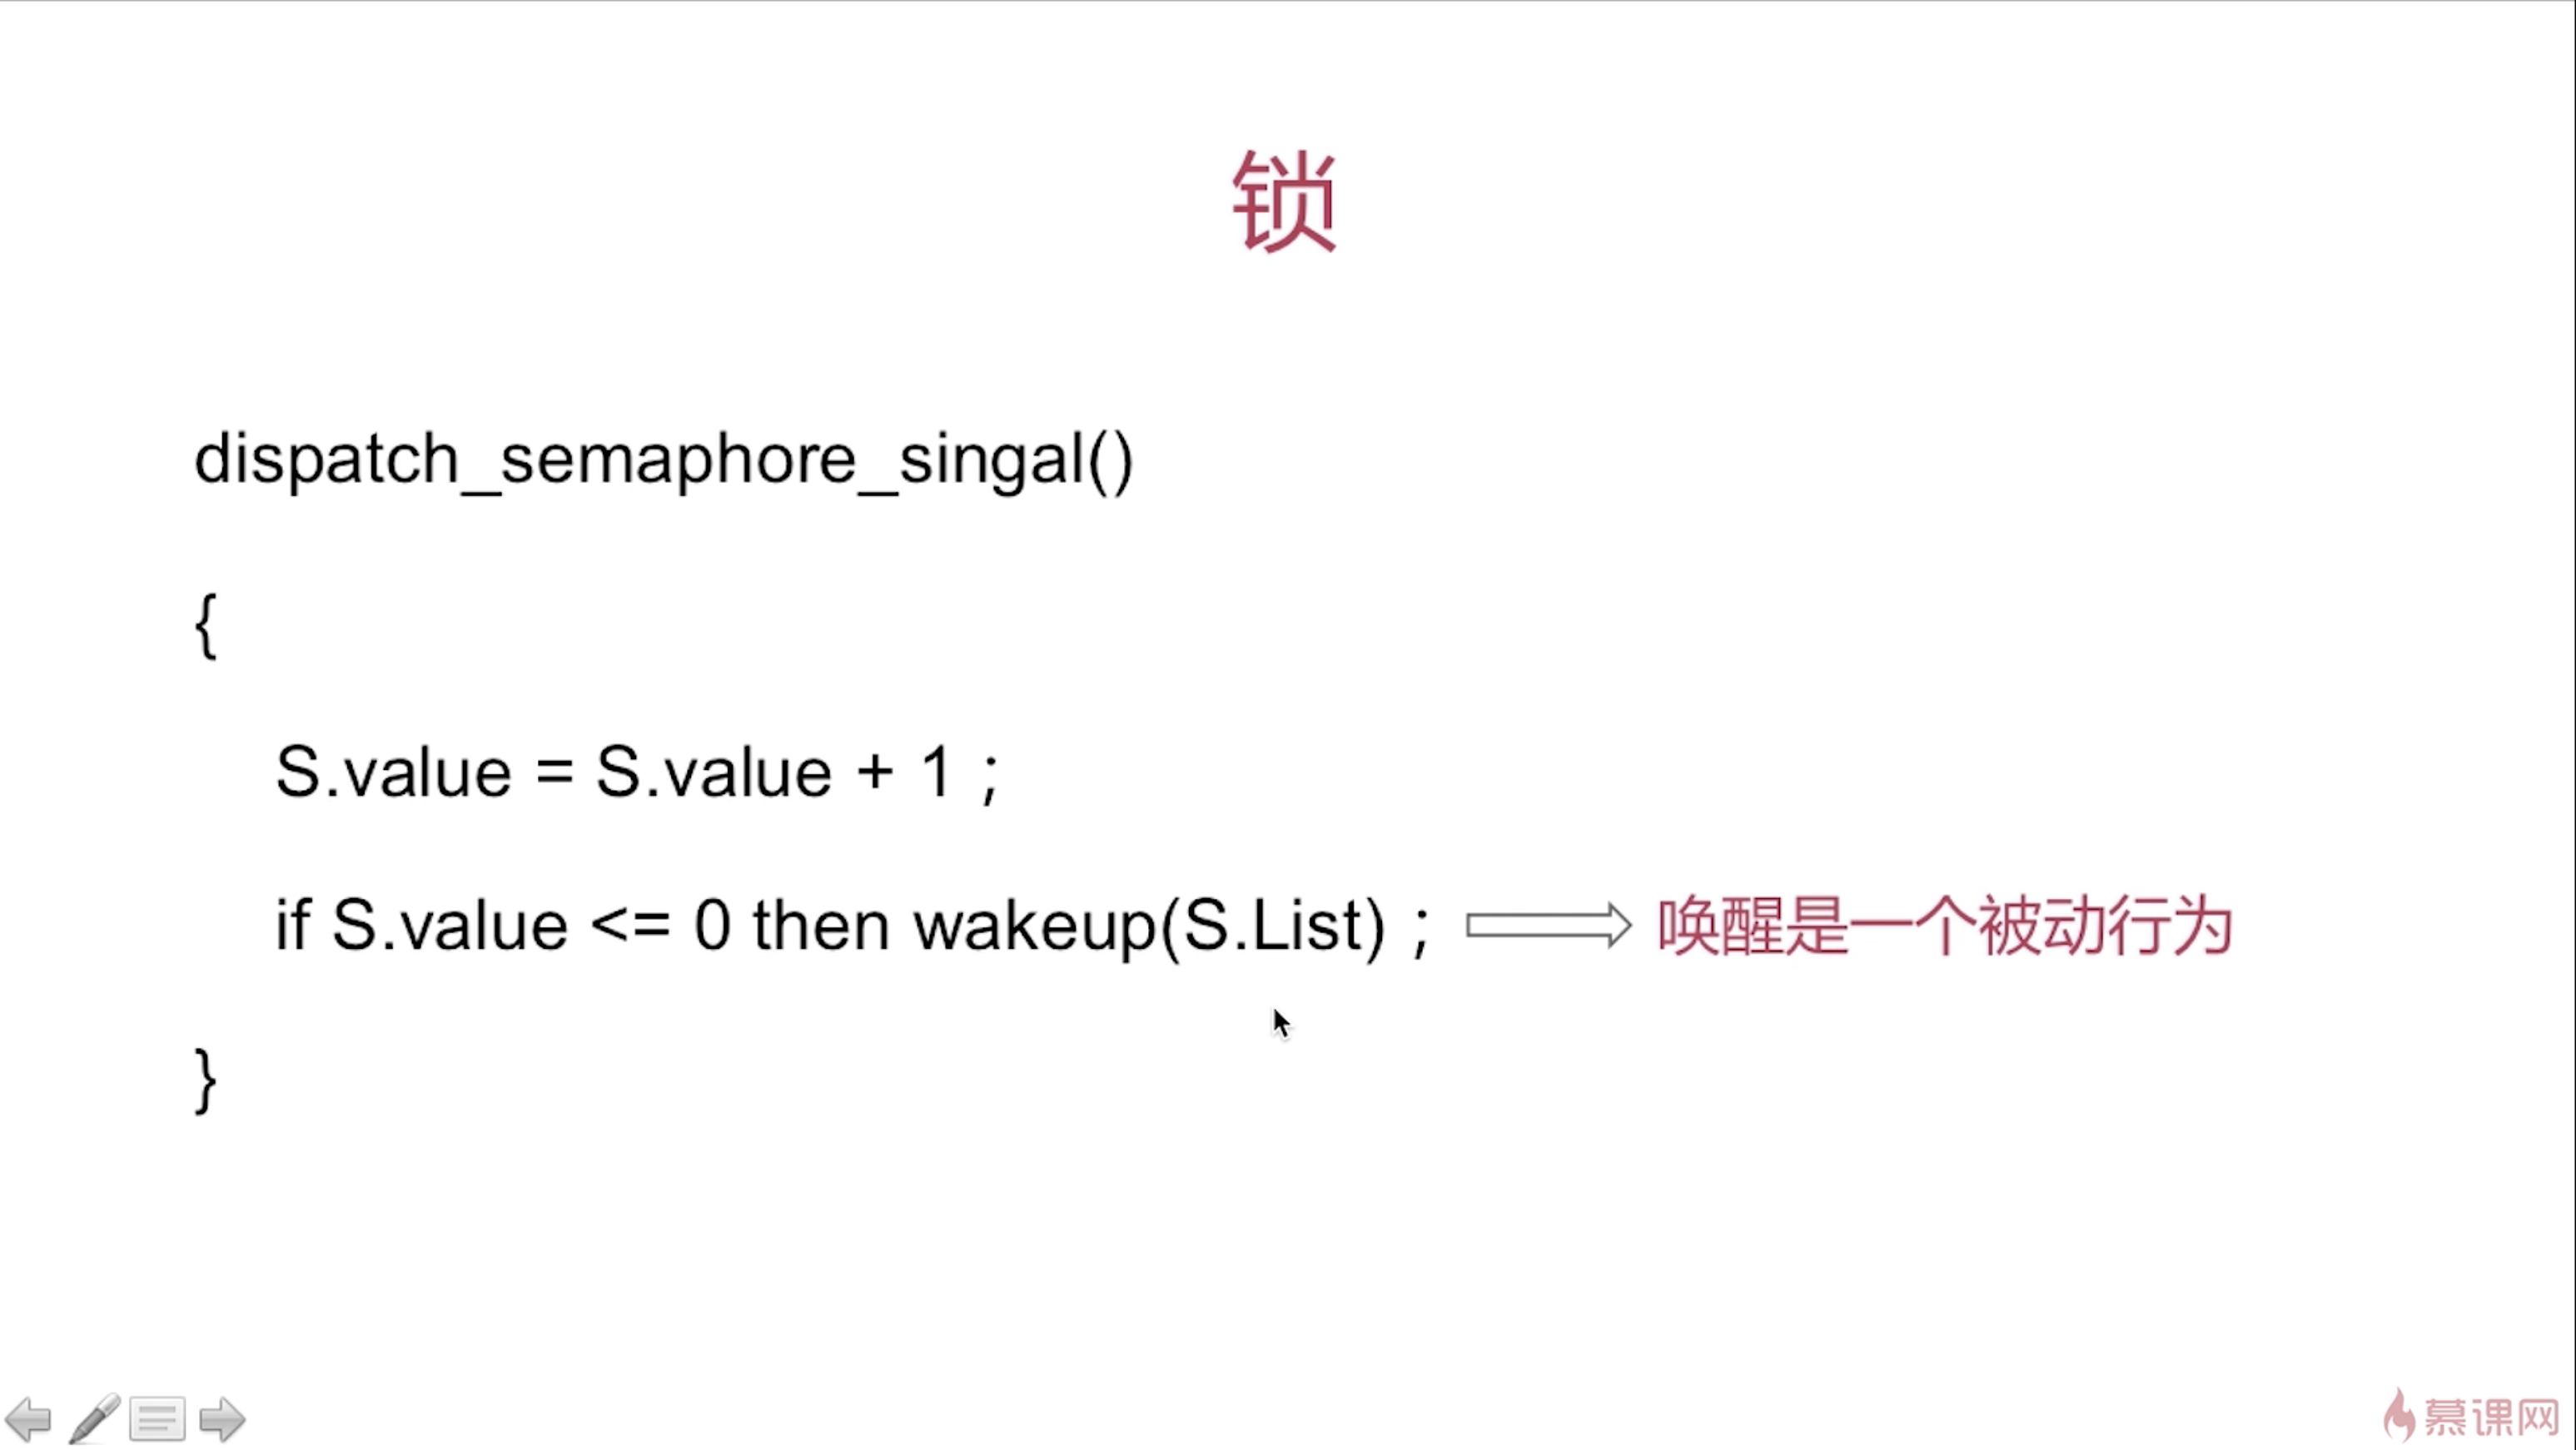 锁
dispatch_semaphore_singal()
{
S.value = S.value + 1 ;
if S.value <= 0 then wakeup(S.List) ; 唤醒是一个被动行为
}
慕课网